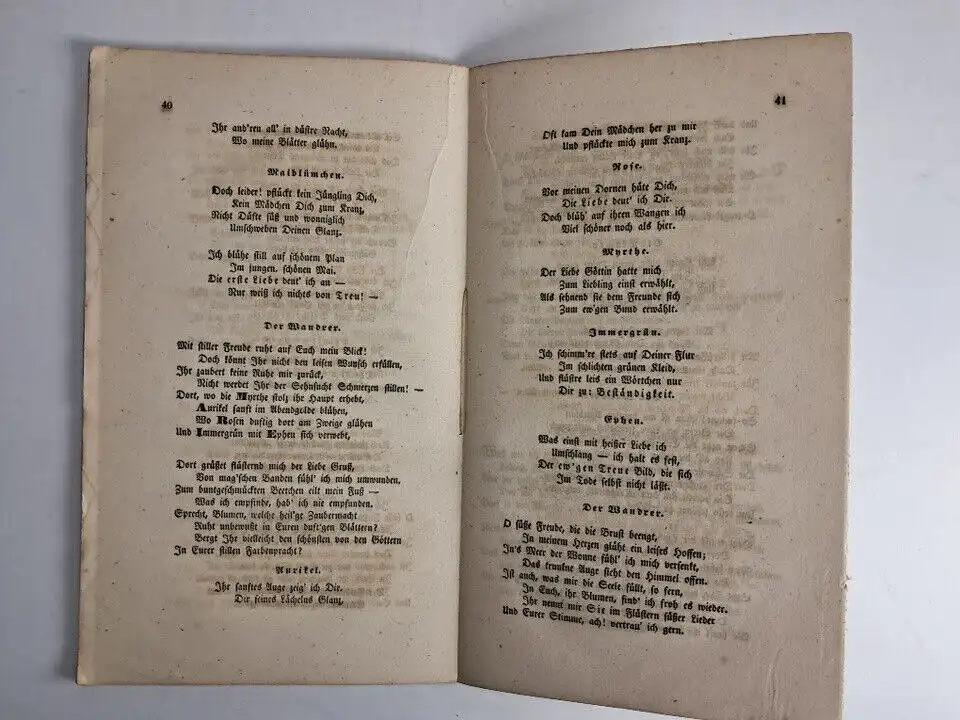 40
Ihr and'ren all' in düstre Nacht,
Wo meine Blätter glühn.
Maiblümchen.
Doch leider! pflückt kein Jüngling Dich,
Kein Mädchen Dich zum Kranz,
Nicht Düfte süß und wonniglich
Umschweben Deinen Glanz.
Ich blühe still auf schönem Plan
Im jungen, schönen Mai.
Die erste Liebe deut' ich an —
Nur weiß ich nichts von Treu! —
Der Wandrer.
Mit stiller Freude ruht auf Euch mein Blick!
Doch könnt Ihr nicht den leisen Wunsch erfüllen,
Ihr zaubert keine Ruhe mir zurück,
Nicht werdet Ihr der Sehnsucht Schmerzen stillen! —
Dort, wo die Myrthe stolz ihr Haupt erhebt,
Aurikel sanft im Abendgolde blühen,
Wo Rosen duftig dort am Zweige glühen
Und Immergrün mit Epheu sich verwebt,
Dort grüßet flüsternd mich der Liebe Gruß,
Von mag'schen Banden fühl' ich mich umwunden.
Zum buntgeschmückten Beetchen eilt mein Fuß —
Was ich empfinde, hab' ich nie empfunden.
Sprecht, Blumen, welche heil'ge Zaubermacht
Ruht unbewußt in Euren duft'gen Blättern?
Bergt Ihr vielleicht den schönsten von den Göttern
In Eurer stillen Farbenpracht?
Aurikel.
Ihr sanftes Auge zeig' ich Dir.
Dir feines Lächelns Glanz,
41
Oft kam Dein Mädchen her zu mir
Und pflückte mich zum Kranz.
Rose.
Vor meinen Dornen hüte Dich,
Die Liebe deut' ich Dir.
Doch blüh' auf ihren Wangen ich
Viel schöner noch als hier.
Myrthe.
Der Liebe Göttin hatte mich
Zum Liebling einst erwählt,
Als sehnend sie dem Freunde sich
Zum ew'gen Bund erwählt.
Immergrün.
Ich schimm're stets auf Deiner Flur
Im schlichten grünen Kleid,
Und flüstre leis ein Wörtchen nur
Dir zu: Beständigkeit.
Epheu.
Was einst mit heißer Liebe ich
Umschlang — ich halt es fest,
Der ew'gen Treue Bild, die sich
Im Tode selbst nicht läßt.
Der Wandrer.
O süße Freude, die die Brust beengt,
In meinem Herzen glüht ein leises Hoffen;
In's Meer der Wonne fühl' ich mich versenkt,
Das trunkne Auge sieht den Himmel offen.
Ist auch, was mir die Seele füllt, so fern,
In Euch, ihr Blumen, find' ich froh es wieder.
Ihr nennt mir Sie im Flüstern süßer Lieder
Und Eurer Stimme, ach! vertrau' ich gern.